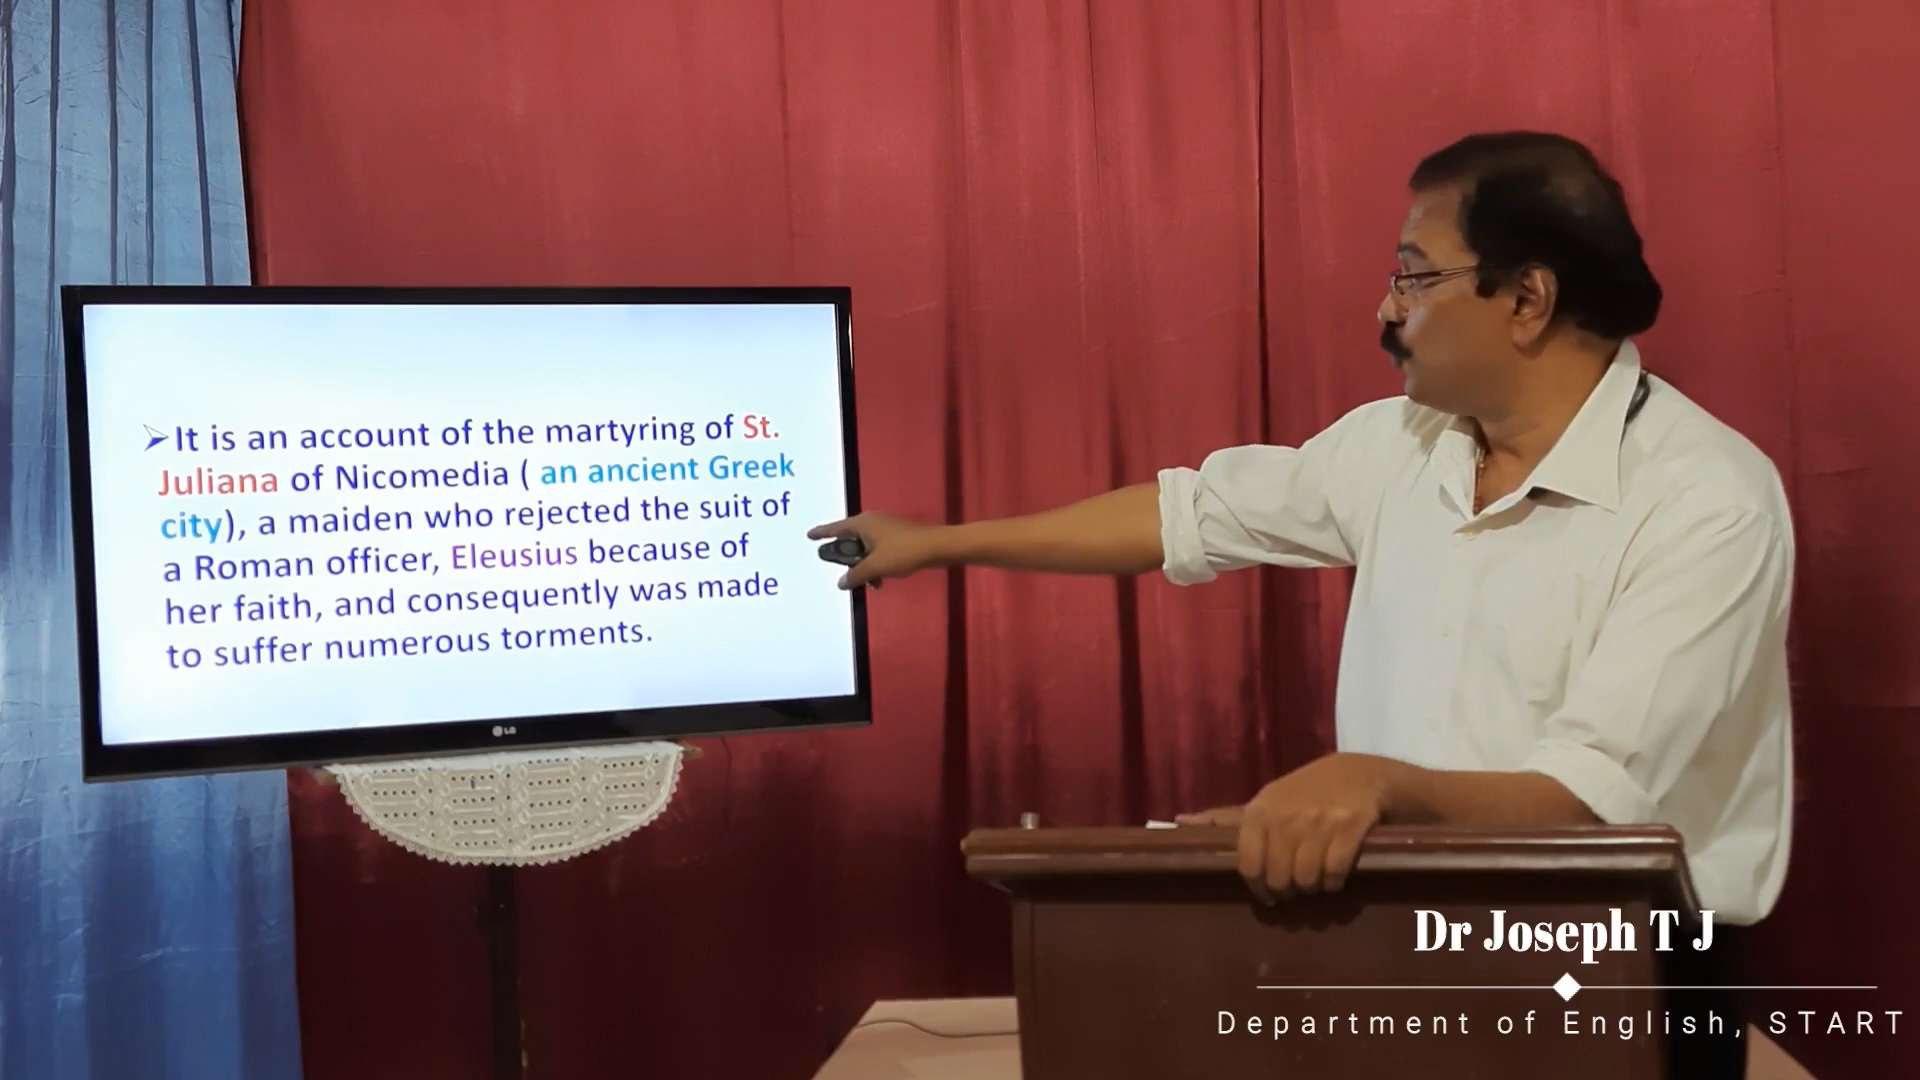 It is an account of the martyring of St.
Juliana of Nicomedia ( an ancient Greek
city), a maiden who rejected the suit of
a Roman officer, Eleusius because of
her faith, and consequently was made
to suffer numerous torments.
LG
Dr Joseph T J
Department of English, START